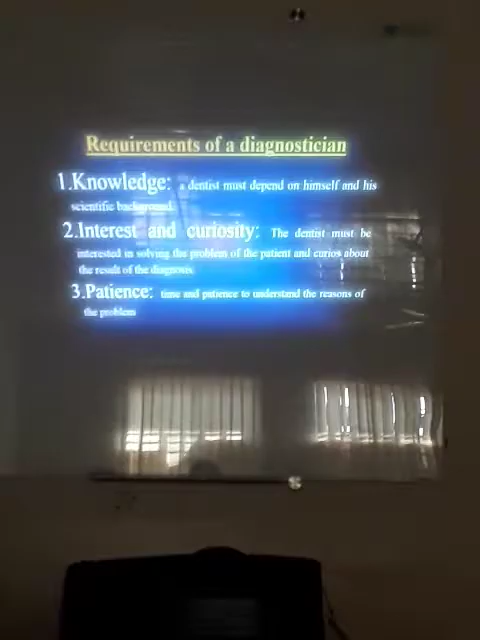 Requirements of a diagnostician
1.Knowledge: a dentist must depend on himself and his
scientific background.
2.Interest and curiosity: The dentist must be
interested in solving the problem of the patient and curios about
the result of the diagnosis
3.Patience: time and patience to understand the reasons of
the problem